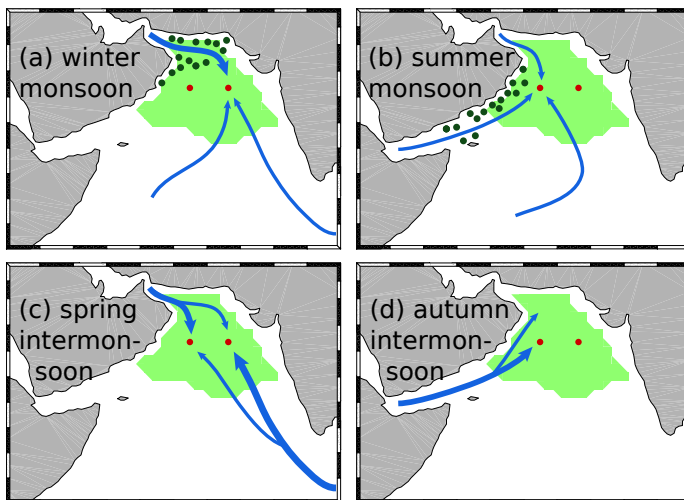 (a) winter
monsoon
(b) summer
monsoon
(c) spring
intermon-
soon
(d) autumn
intermon-
soon